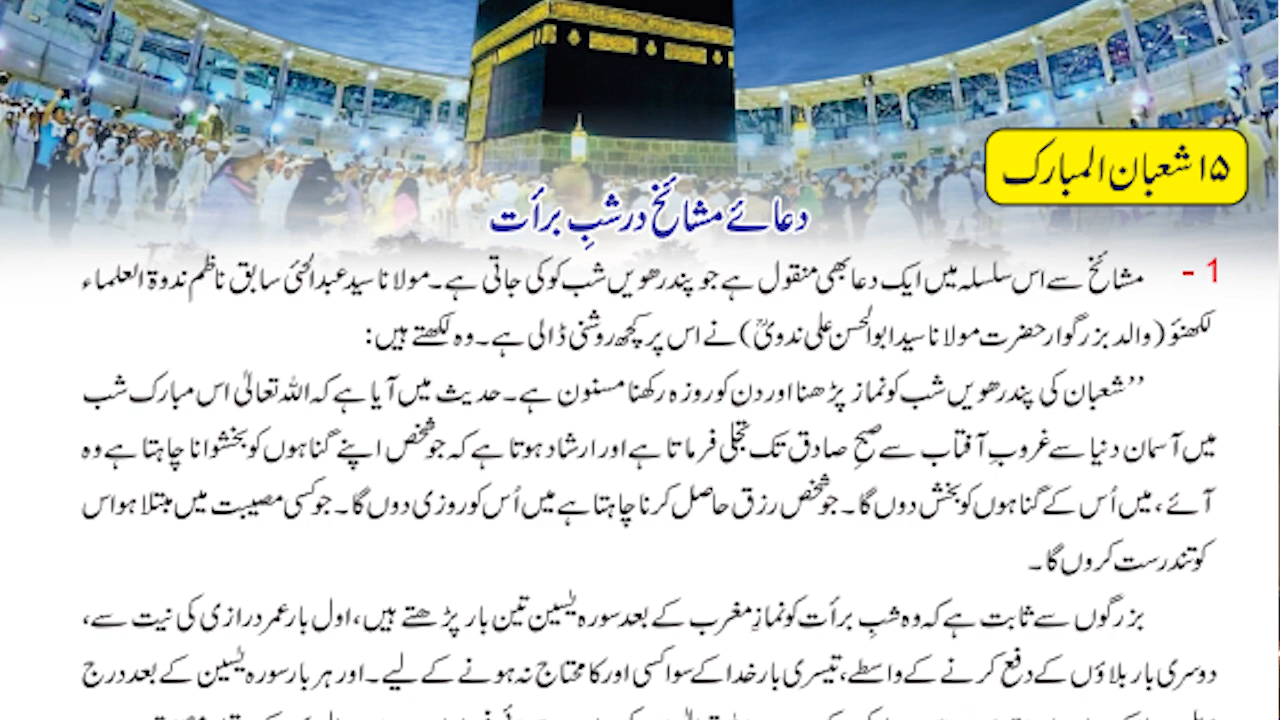 ۱۵ شعبان المبارک
دعائے مشائخ در شبِ برأت
1 - مشائخ سے اس سلسلہ میں ایک دعا بھی منقول ہے جو پندرھویں شب کو کی جاتی ہے۔ مولانا سید عبدالحئی سابق ناظم ندوۃ العلماء
لکھنؤ (والد بزرگوار حضرت مولانا سید ابوالحسن علی ندویؒ) نے اس پر کچھ روشنی ڈالی ہے۔ وہ لکھتے ہیں:
’’شعبان کی پندرھویں شب کو نماز پڑھنا اور دن کو روزہ رکھنا مسنون ہے۔ حدیث میں آیا ہے کہ اللہ تعالیٰ اس مبارک شب
میں آسمان دنیا سے غروبِ آفتاب سے صبح صادق تک تجلی فرماتا ہے اور ارشاد ہوتا ہے کہ جو شخص اپنے گناہوں کو بخشوانا چاہتا ہے وہ
آئے، میں اُس کے گناہوں کو بخش دوں گا۔ جو شخص رزق حاصل کرنا چاہتا ہے میں اُس کو روزی دوں گا۔ جو کسی مصیبت میں مبتلا ہو اس
کو تندرست کروں گا۔
بزرگوں سے ثابت ہے کہ وہ شبِ برأت کو نمازِ مغرب کے بعد سورہ یٰسین تین بار پڑھتے ہیں، اول بار عمر درازی کی نیت سے،
دوسری بار بلاؤں کے دفع کرنے کے واسطے، تیسری بار خدا کے سوا کسی اور کا محتاج نہ ہونے کے لیے۔ اور ہر بار سورہ یٰسین کے بعد درج